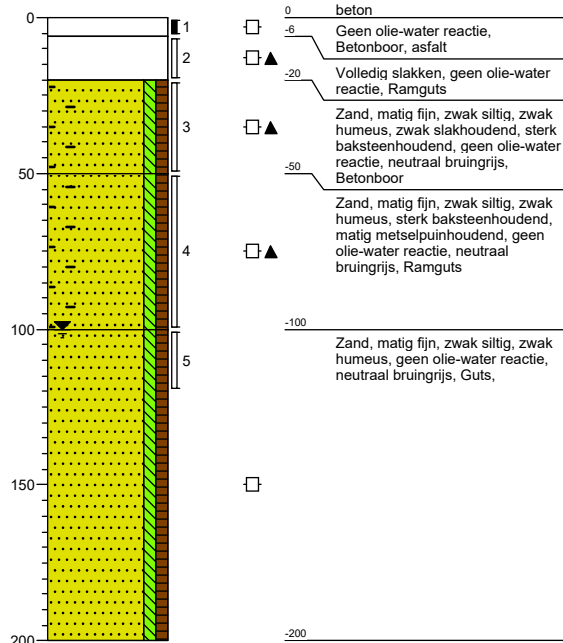 0
50
100
150
200
1
2
3
4
5
0
beton
-6
Geen olie-water reactie,
Betonboor, asfalt
-20
Volledig slakken, geen olie-water
reactie, Ramguts
Zand, matig fijn, zwak siltig, zwak
humeus, zwak slakhoudend, sterk
baksteenhoudend, geen olie-water
reactie, neutraal bruingrijs,
Betonboor
-50
Zand, matig fijn, zwak siltig, zwak
humeus, sterk baksteenhoudend,
matig metselpuinhoudend, geen
olie-water reactie, neutraal
bruingrijs, Ramguts
-100
Zand, matig fijn, zwak siltig, zwak
humeus, geen olie-water reactie,
neutraal bruingrijs, Guts,
-200